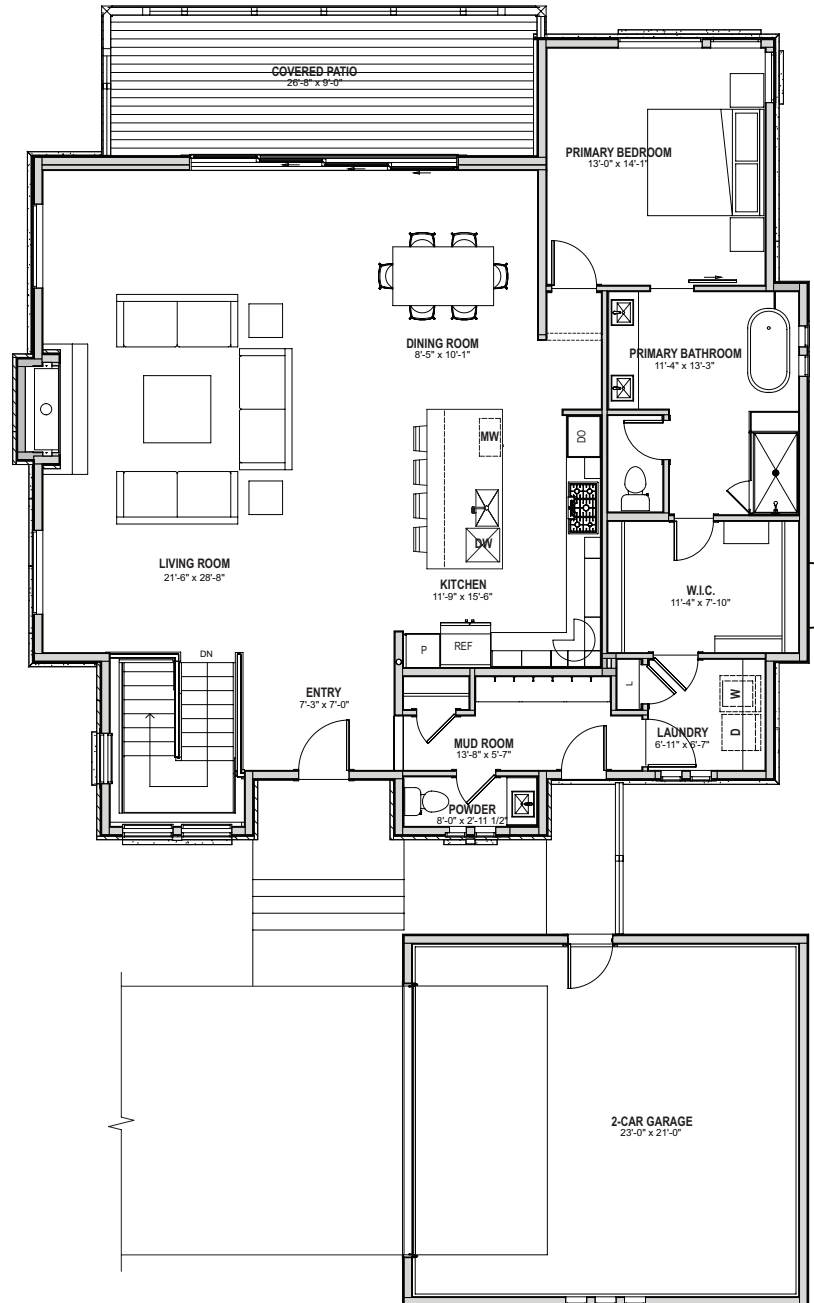 COVERED PATIO
26'-8" x 9'-0"
PRIMARY BEDROOM
13'-0" x 14'-1"
DINING ROOM
8'-5" x 10'-1"
PRIMARY BATHROOM
11'-4" x 13'-3"
MW
DO
DW
LIVING ROOM
21'-6" x 28'-8"
KITCHEN
11'-9" x 15'-6"
W.I.C.
11'-4" x 7'-10"
DN
P
REF
L
W
D
ENTRY
7'-3" x 7'-0"
MUD ROOM
13'-8" x 5'-7"
LAUNDRY
6'-11" x 6'-7"
POWDER
8'-0" x 2'-11 1/2"
2-CAR GARAGE
23'-0" x 21'-0"